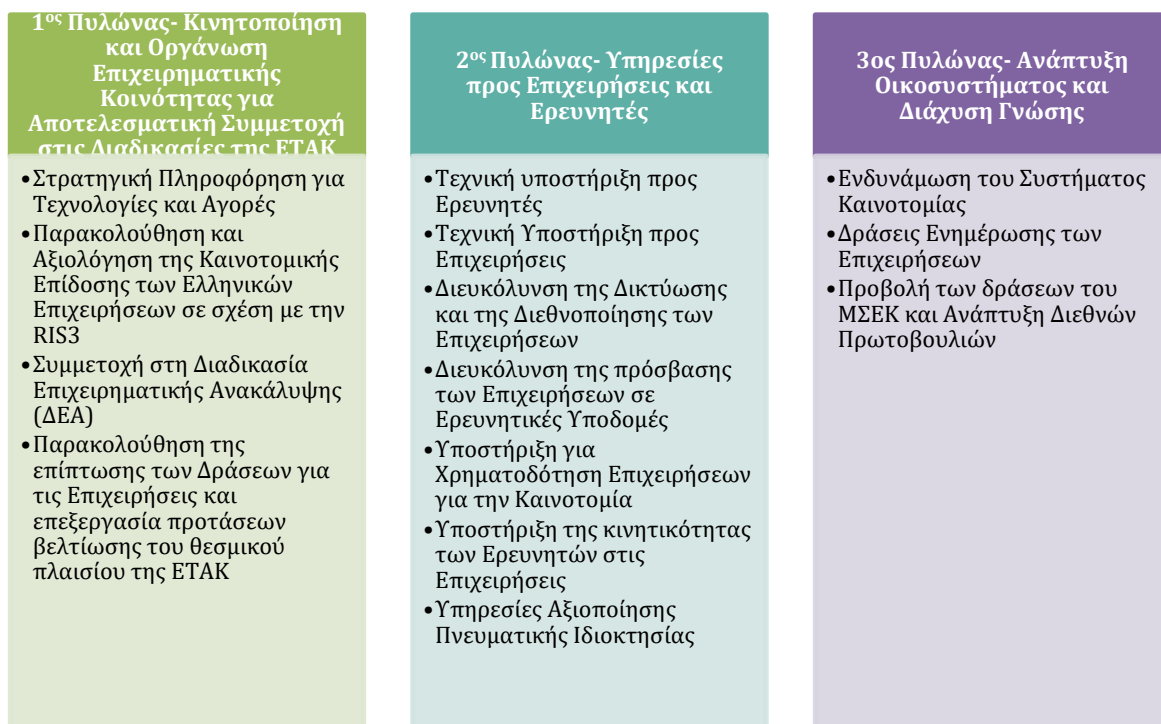 1ος Πυλώνας- Κινητοποίηση
και Οργάνωση
Επιχειρηματικής
Κοινότητας για
Αποτελεσματική Συμμετοχή
στις Διαδικασίες της ΕΤΑΚ
•Στρατηγική Πληροφόρηση για
Τεχνολογίες και Αγορές
•Παρακολούθηση και
Αξιολόγηση της Καινοτομικής
Επίδοσης των Ελληνικών
Επιχειρήσεων σε σχέση με την
RIS3
•Συμμετοχή στη Διαδικασία
Επιχειρηματικής Ανακάλυψης
(ΔΕΑ)
•Παρακολούθηση της
επίπτωσης των Δράσεων για
τις Επιχειρήσεις και
επεξεργασία προτάσεων
βελτίωσης του θεσμικού
πλαισίου της ΕΤΑΚ
2ος Πυλώνας- Υπηρεσίες
προς Επιχειρήσεις και
Ερευνητές
•Τεχνική υποστήριξη προς
Ερευνητές
•Τεχνική Υποστήριξη προς
Επιχειρήσεις
•Διευκόλυνση της Δικτύωσης
και της Διεθνοποίησης των
Επιχειρήσεων
•Διευκόλυνση της πρόσβασης
των Επιχειρήσεων σε
Ερευνητικές Υποδομές
•Υποστήριξη για
Χρηματοδότηση Επιχειρήσεων
για την Καινοτομία
•Υποστήριξη της κινητικότητας
των Ερευνητών στις
Επιχειρήσεις
•Υπηρεσίες Αξιοποίησης
Πνευματικής Ιδιοκτησίας
3ος Πυλώνας- Ανάπτυξη
Οικοσυστήματος και
Διάχυση Γνώσης
•Ενδυνάμωση του Συστήματος
Καινοτομίας
•Δράσεις Ενημέρωσης των
Επιχειρήσεων
•Προβολή των δράσεων του
ΜΣΕΚ και Ανάπτυξη Διεθνών
Πρωτοβουλιών